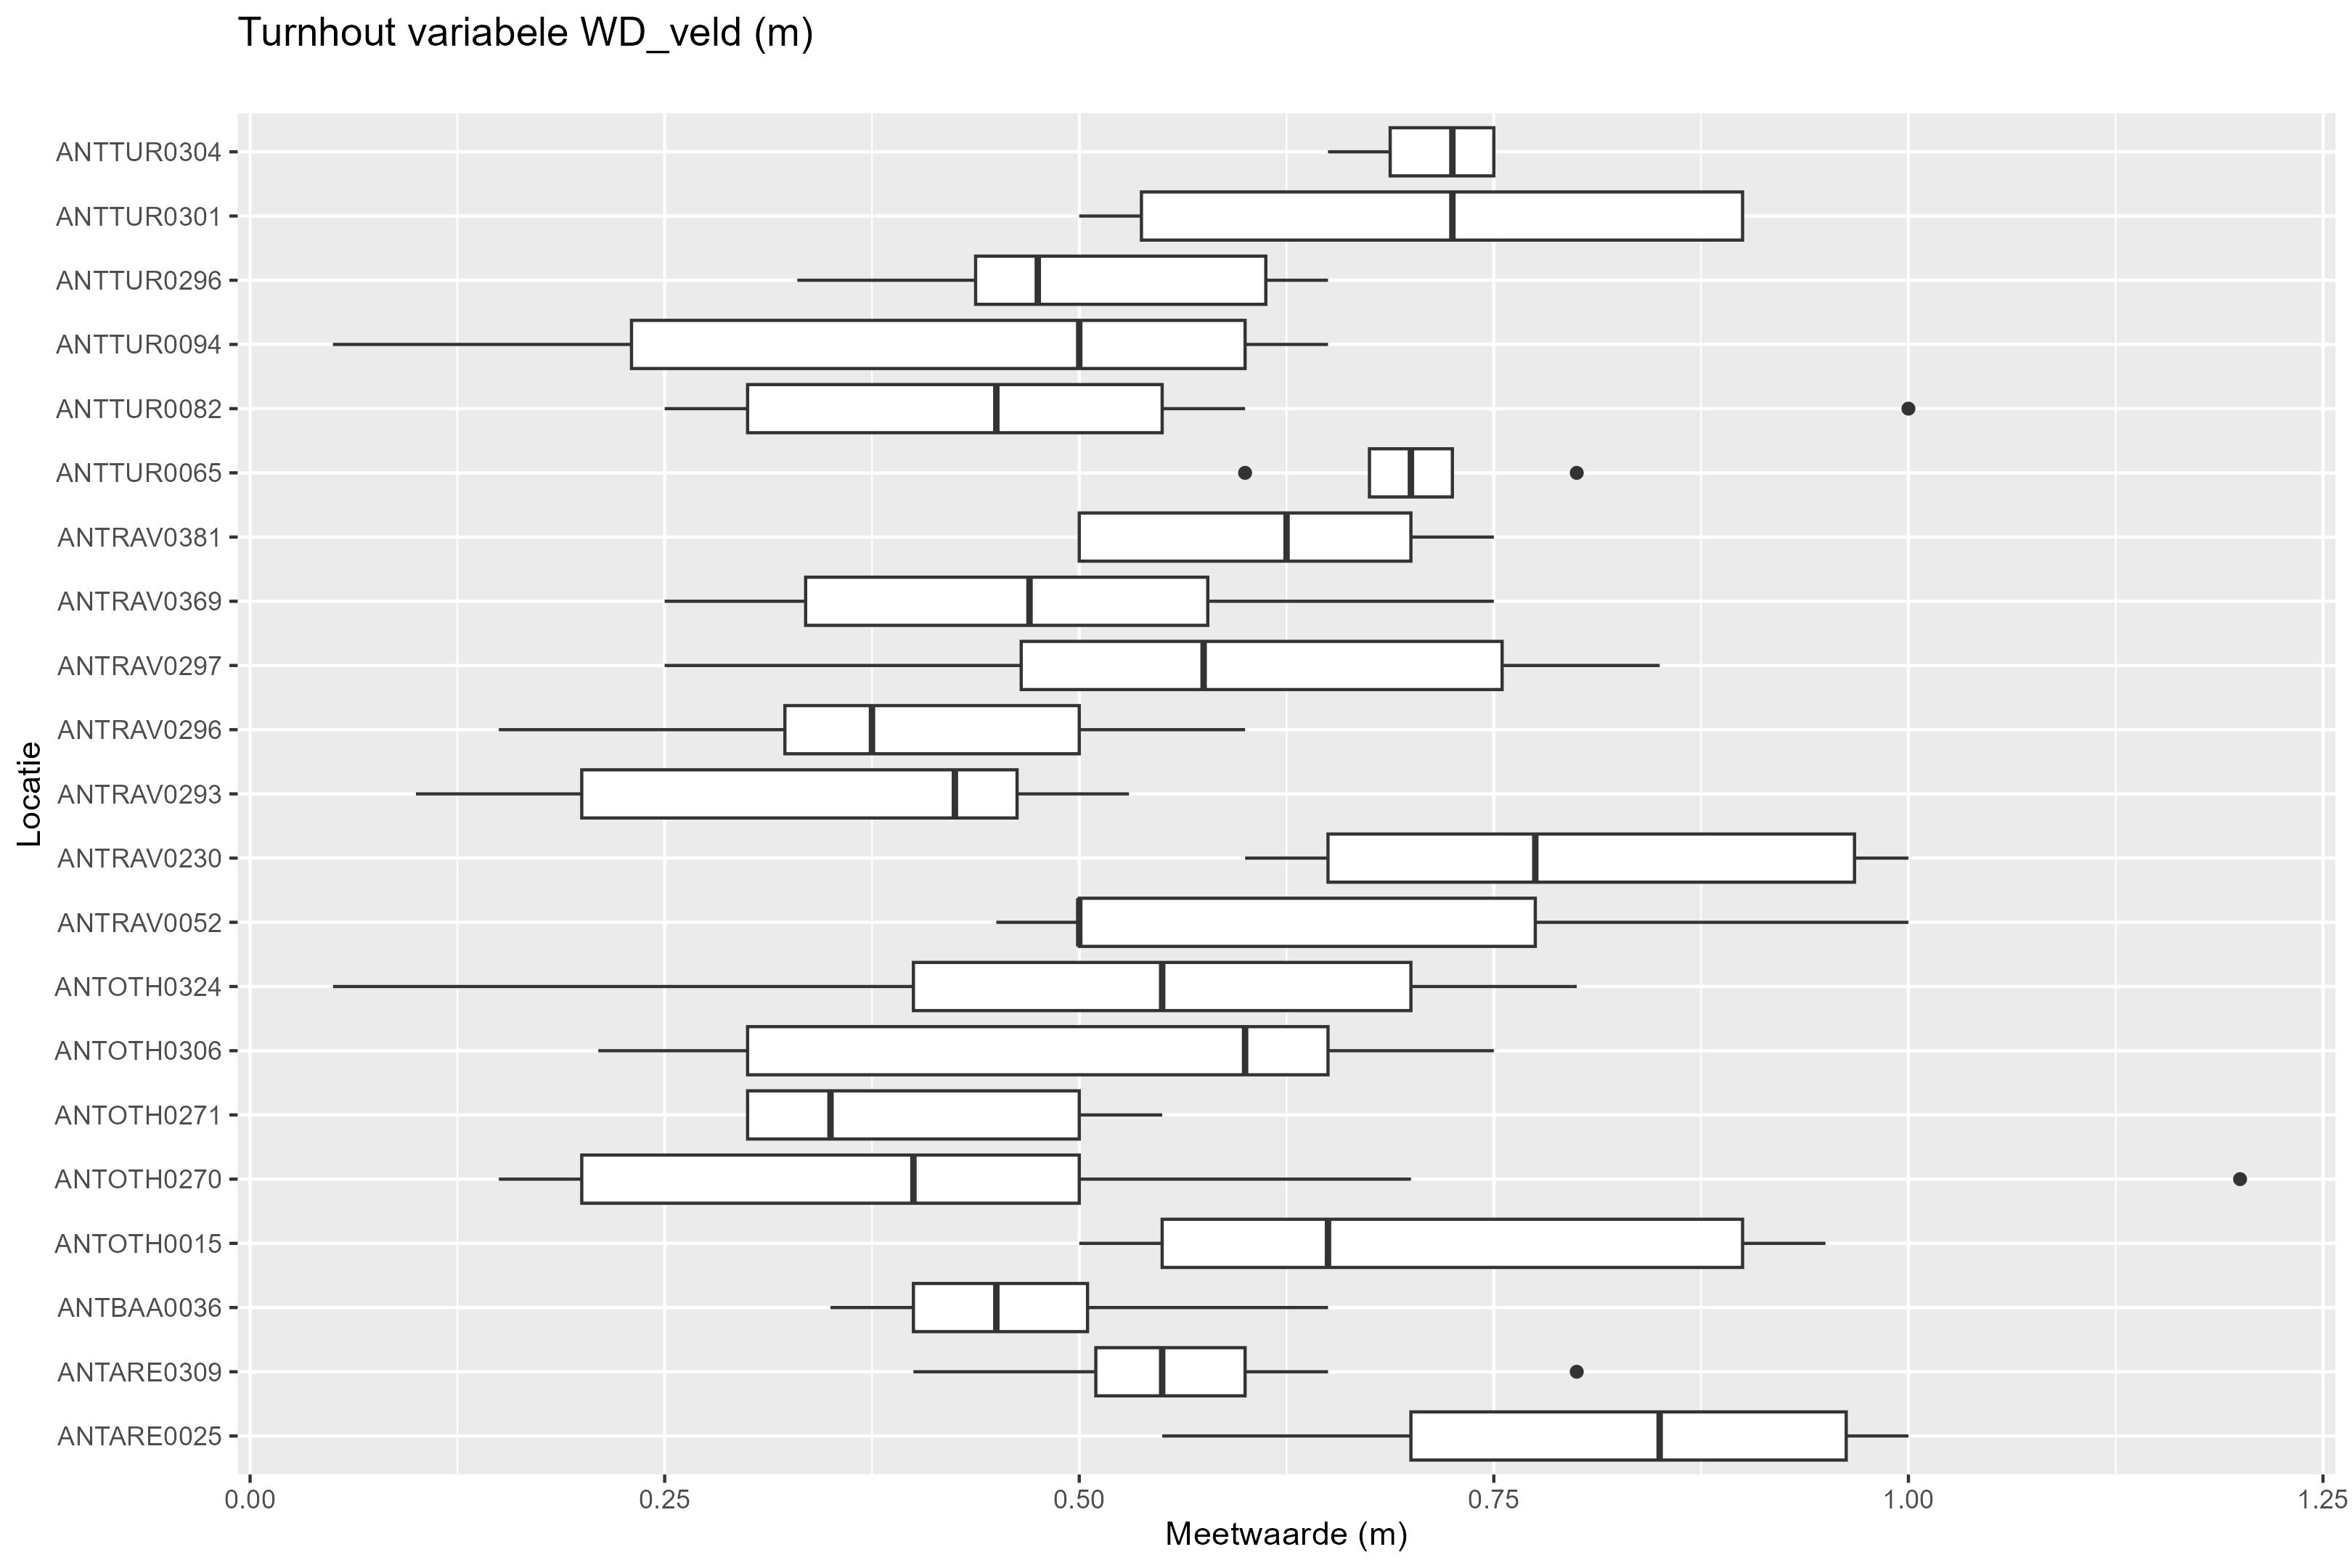 Turnhout variabele WD_veld (m)
ANTTUR0304
ANTTUR0301
ANTTUR0296
ANTTUR0094
ANTTUR0082
ANTTUR0065
ANTRAV0381
ANTRAV0369
ANTRAV0297
ANTRAV0296
ANTRAV0293
ANTRAV0230
ANTRAV0052
ANTOTH0324
ANTOTH0306
ANTOTH0271
ANTOTH0270
ANTOTH0015
ANTBAA0036
ANTARE0309
ANTARE0025
Locatie
0.00 0.25 0.50 0.75 1.00 1.25
Meetwaarde (m)